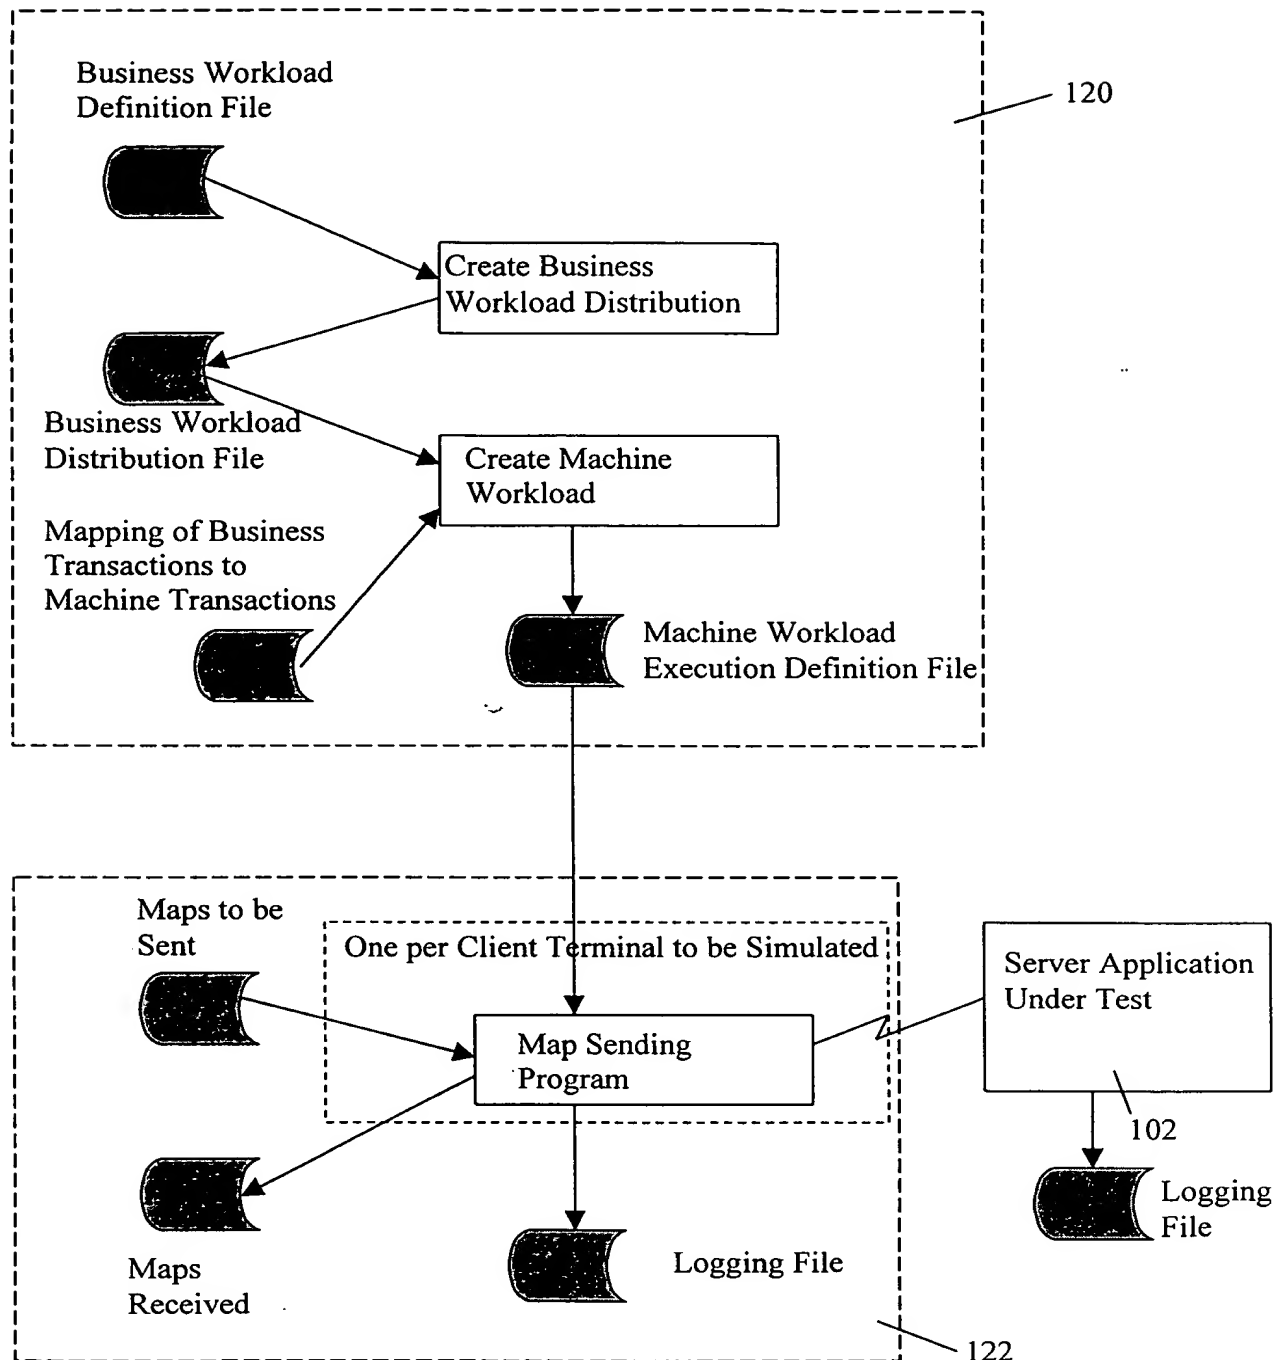 Business Workload
Definition File
120
Create Business
Workload Distribution
Business Workload
Distribution File
Create Machine
Workload
Mapping of Business
Transactions to
Machine Transactions
Machine Workload
Execution Definition File
Maps to be
Sent
One per Client Terminal to be Simulated
Server Application
Under Test
Map Sending
Program
102
Logging
File
Maps
Received
Logging File
122